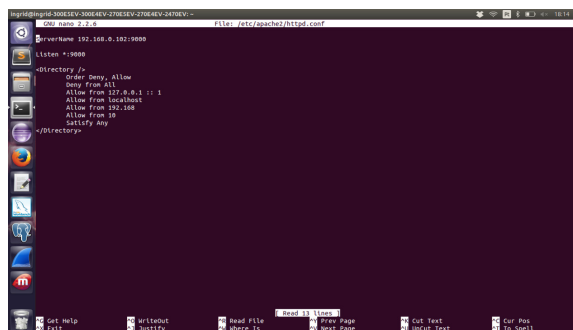 ingrid@ingrid-300E5EV-300E4EV-270E5EV-270E4EV-2470EV: ~
18:14
GNU nano 2.2.6 File: /etc/apache2/httpd.conf
ServerName 192.168.0.102:9000
Listen *:9000
<Directory />
Order Deny, Allow
Deny from All
Allow from 127.0.0.1 :: 1
Allow from localhost
Allow from 192.168
Allow from 10
Satisfy Any
</Directory>
[ Read 13 lines ]
^G Get Help ^O WriteOut ^R Read File ^Y Prev Page ^K Cut Text ^C Cur Pos
^X Exit ^J Justify ^W Where Is ^V Next Page ^U UnCut Text ^T To Spell